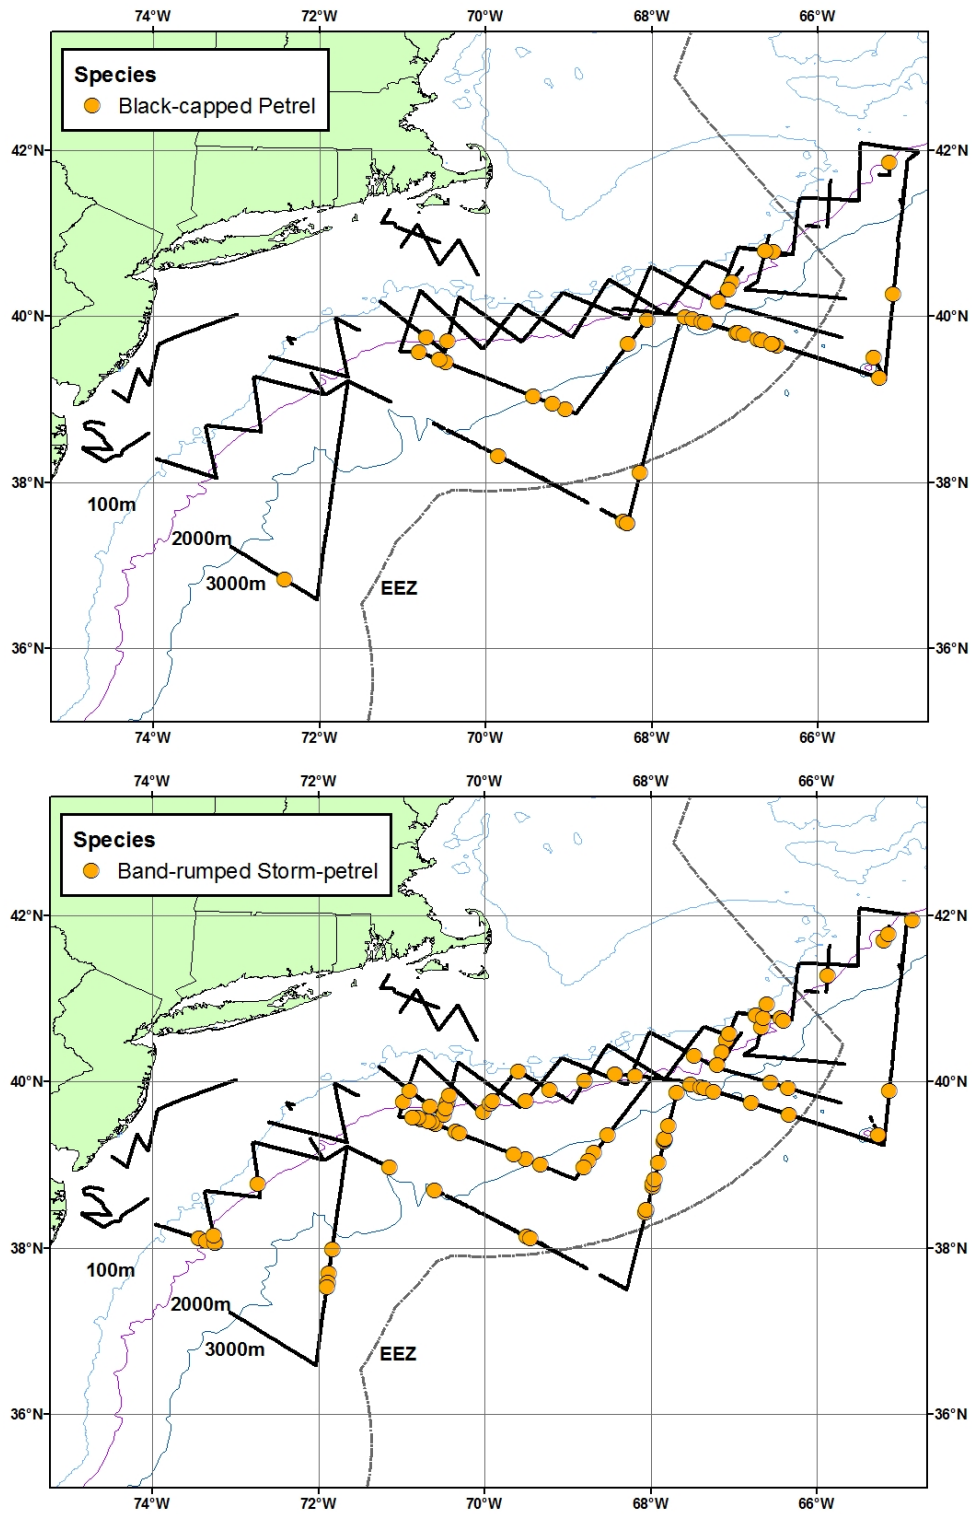 74°W 72°W 70°W 68°W 66°W
Species
Black-capped Petrel
42°N 42°N
40°N 40°N
38°N 38°N
100m
2000m
3000m
EEZ
36°N 36°N
74°W 72°W 70°W 68°W 66°W
74°W 72°W 70°W 68°W 66°W
Species
Band-rumped Storm-petrel
42°N 42°N
40°N 40°N
38°N 38°N
100m
2000m
3000m
EEZ
36°N 36°N
74°W 72°W 70°W 68°W 66°W